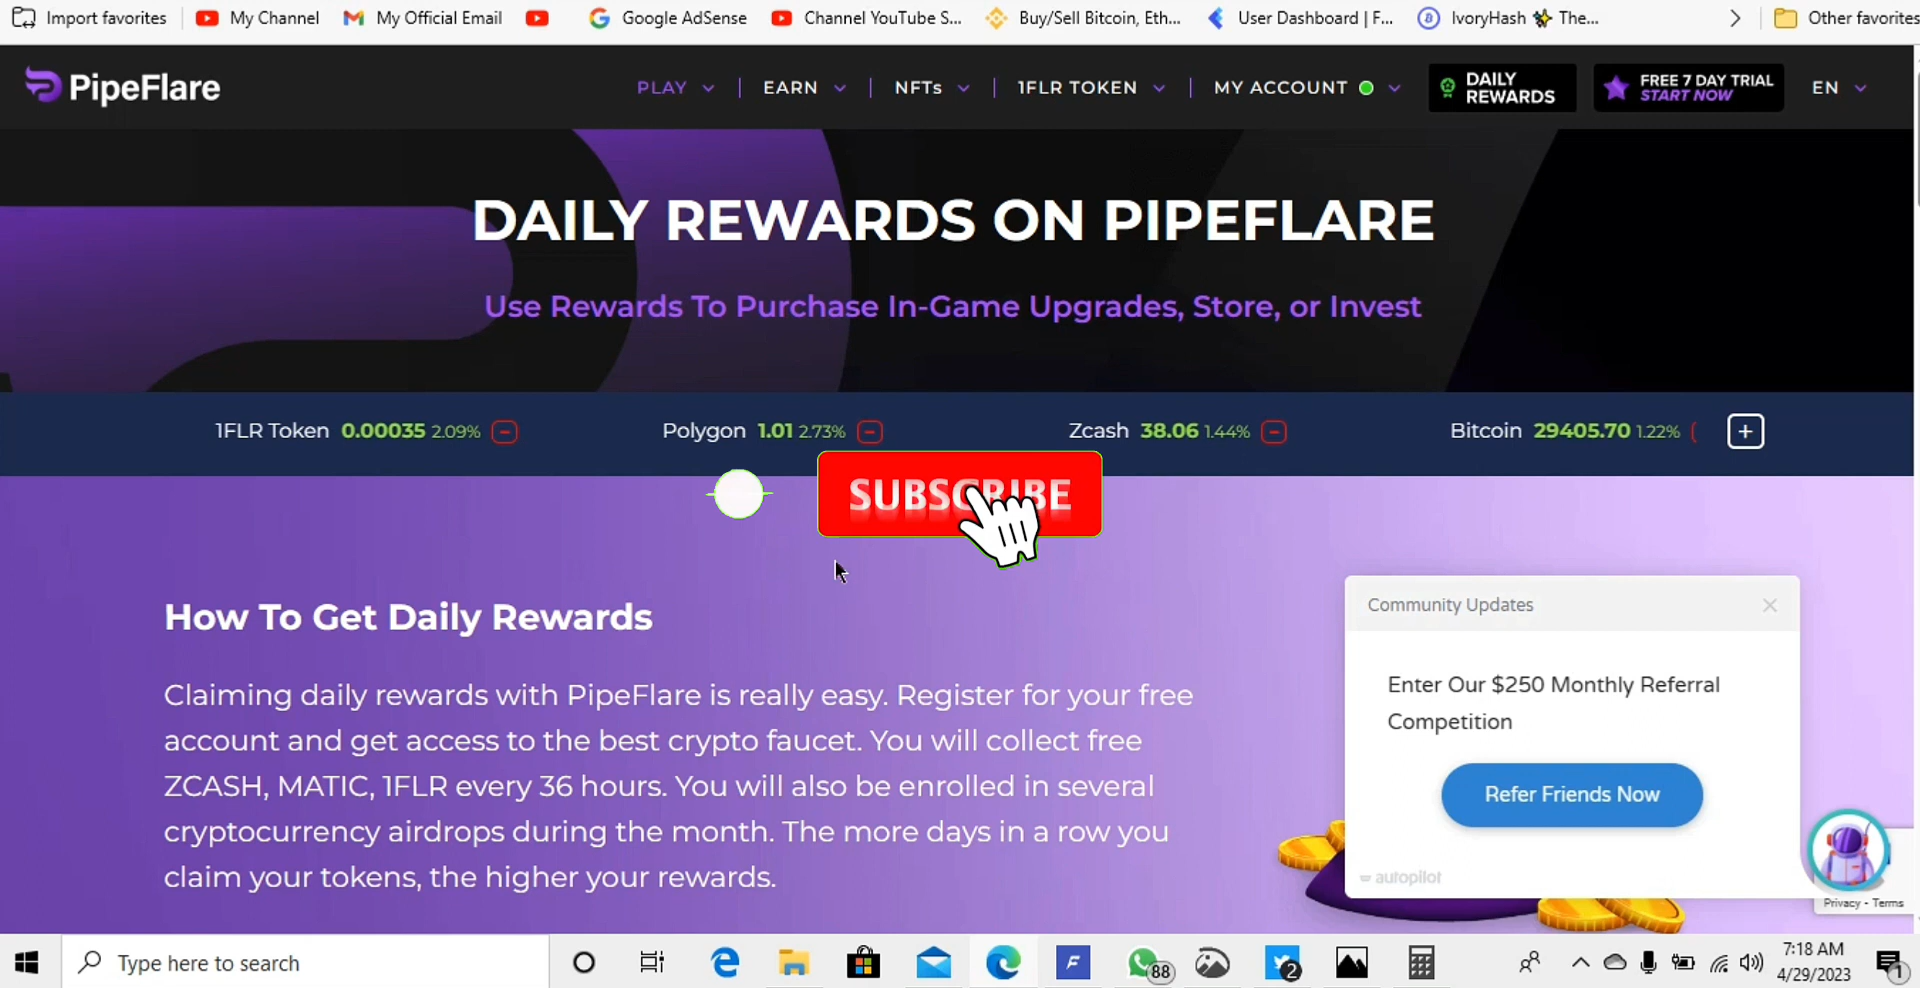 Import favorites
My Channel
My Official Email
Google AdSense
Channel YouTube S...
Buy/Sell Bitcoin, Eth...
User Dashboard | F...
IvoryHash ✨ The...
Other favorites
PipeFlare
PLAY
EARN
NFTs
1FLR TOKEN
MY ACCOUNT
DAILY
REWARDS
FREE 7 DAY TRIAL
START NOW
EN
DAILY REWARDS ON PIPEFLARE
Use Rewards To Purchase In-Game Upgrades, Store, or Invest
1FLR Token 0.00035 2.09%
Polygon 1.01 2.73%
Zcash 38.06 1.44%
Bitcoin 29405.70 1.22%
SUBSCRIBE
How To Get Daily Rewards
Claiming daily rewards with PipeFlare is really easy. Register for your free
account and get access to the best crypto faucet. You will collect free
ZCASH, MATIC, 1FLR every 36 hours. You will also be enrolled in several
cryptocurrency airdrops during the month. The more days in a row you
claim your tokens, the higher your rewards.
Community Updates
Enter Our $250 Monthly Referral
Competition
Refer Friends Now
autopilot
Privacy - Terms
Type here to search
F
88
2
7:18 AM
4/29/2023
1